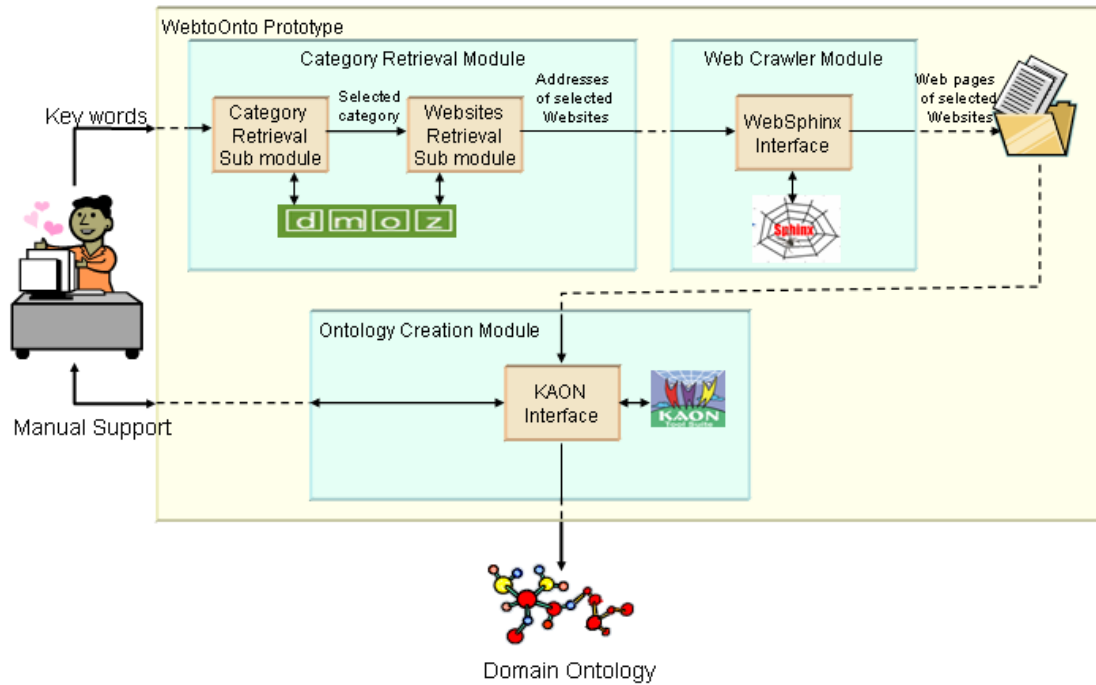 WebtoOnto Prototype
Category Retrieval Module
Web Crawler Module
Key words
Category
Retrieval
Sub module
Selected
category
Websites
Retrieval
Sub module
Addresses
of selected
Websites
WebSphinx
Interface
Web pages
of selected
Websites
dmoz
Sphinx
Ontology Creation Module
KAON
Interface
KAON
Tool Suite
Manual Support
Domain Ontology